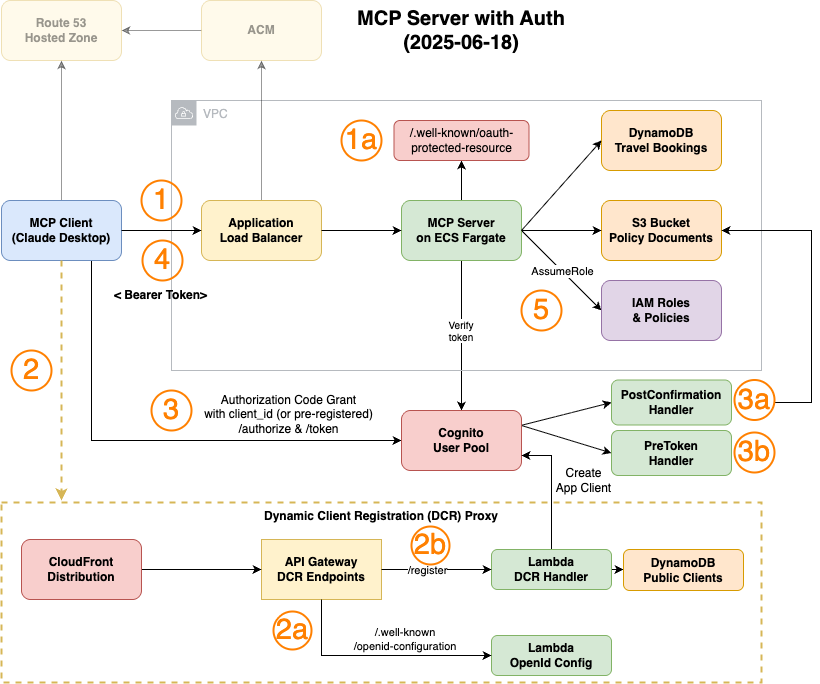 MCP Server with Auth
(2025-06-18)
Route 53
Hosted Zone
ACM
VPC
1a
/.well-known/oauth-
protected-resource
DynamoDB
Travel Bookings
1
MCP Client
(Claude Desktop)
Application
Load Balancer
MCP Server
on ECS Fargate
S3 Bucket
Policy Documents
4
< Bearer Token>
AssumeRole
5
IAM Roles
& Policies
Verify
token
2
3
Authorization Code Grant
with client_id (or pre-registered)
/authorize & /token
Cognito
User Pool
PostConfirmation
Handler
3a
PreToken
Handler
3b
Create
App Client
Dynamic Client Registration (DCR) Proxy
CloudFront
Distribution
API Gateway
DCR Endpoints
2b
/register
Lambda
DCR Handler
DynamoDB
Public Clients
2a
/.well-known
/openid-configuration
Lambda
OpenId Config